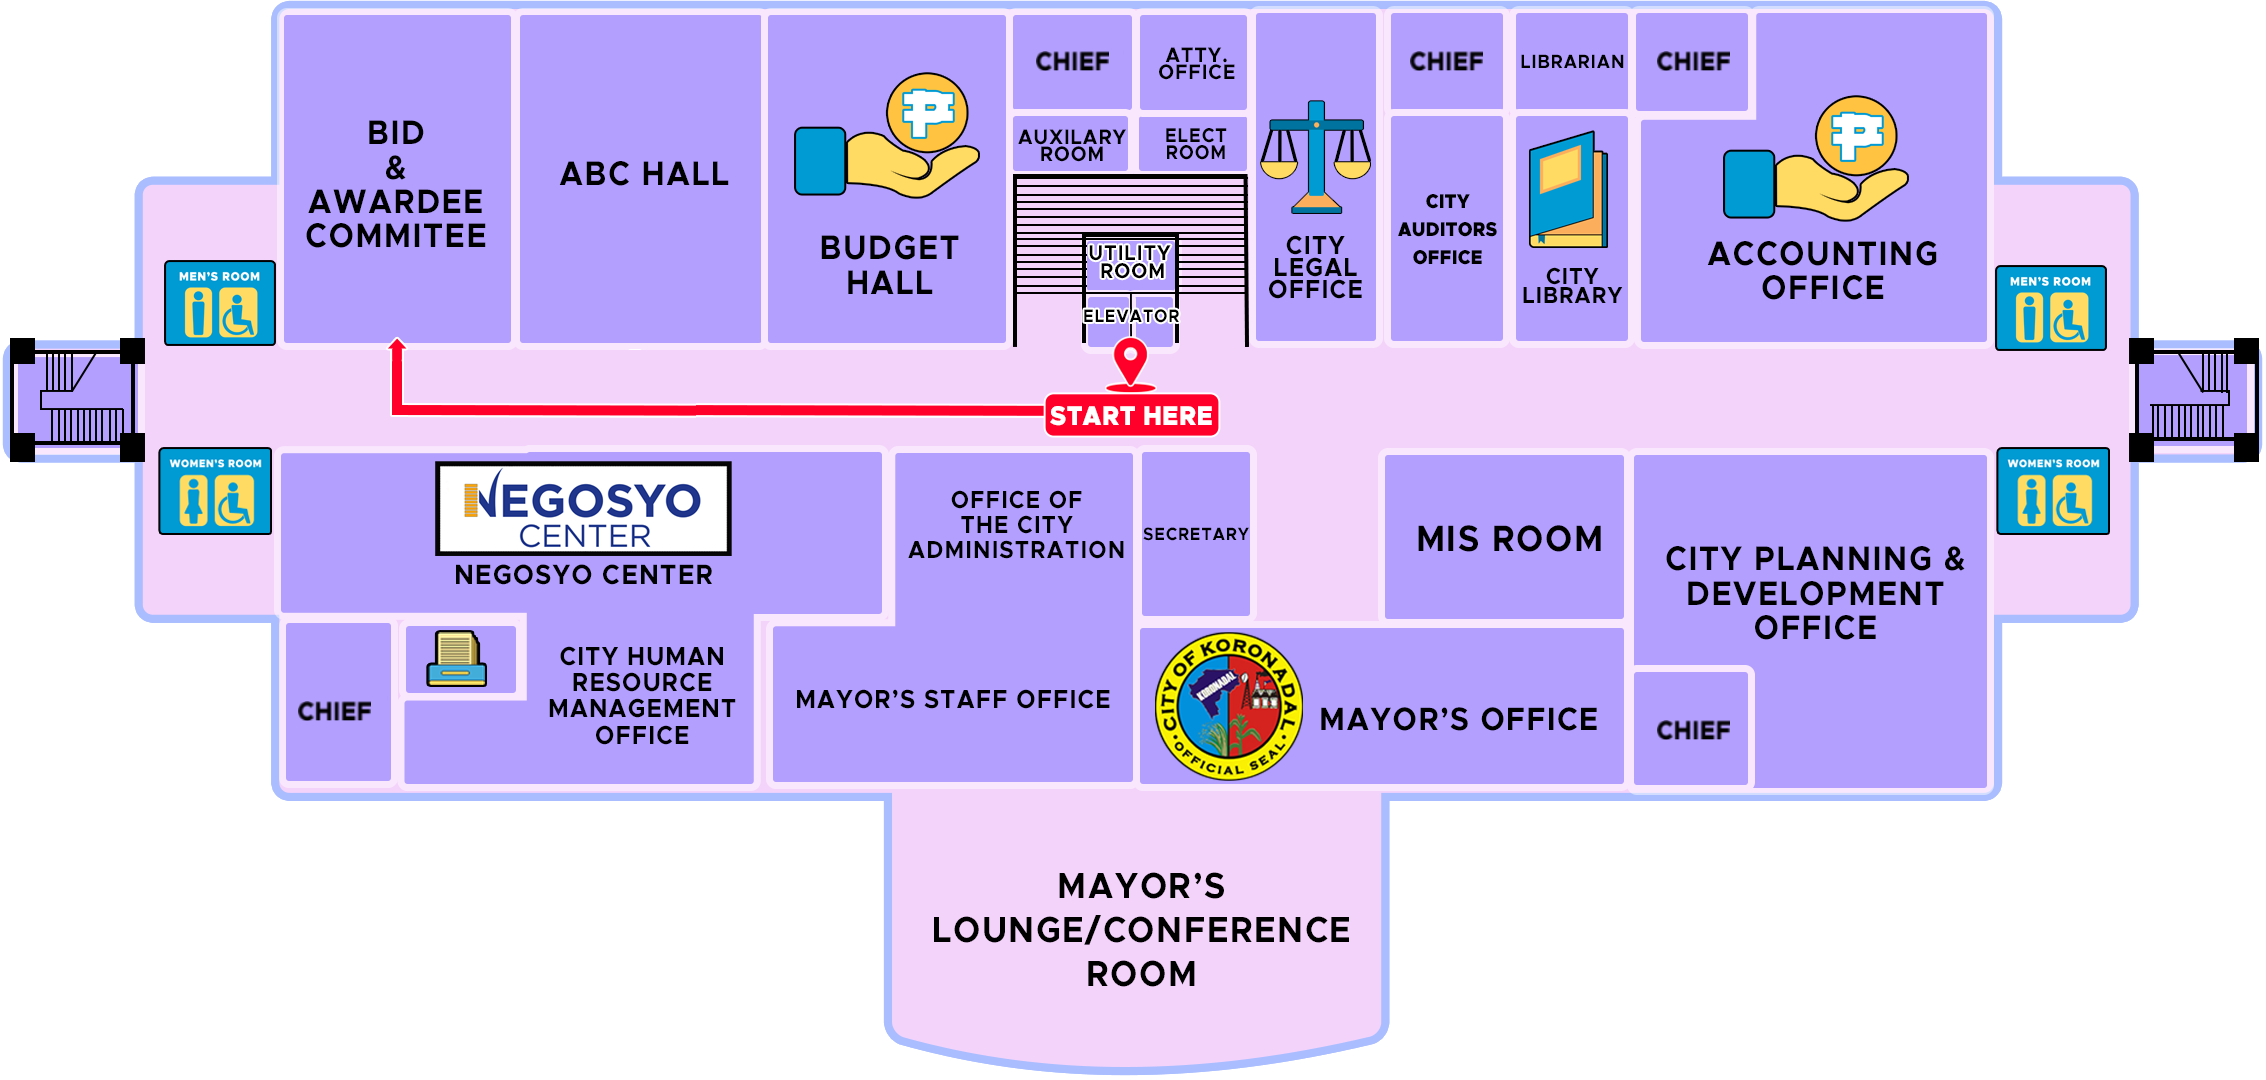 BID
&
AWARDEE
COMMITEE
ABC HALL
BUDGET
HALL
CHIEF
ATTY.
OFFICE
AUXILARY
ROOM
ELECT
ROOM
UTILITY
ROOM
ELEVATOR
CITY
LEGAL
OFFICE
CHIEF
CITY
AUDITORS
OFFICE
LIBRARIAN
CITY
LIBRARY
CHIEF
ACCOUNTING
OFFICE
MEN'S ROOM
MEN'S ROOM
START HERE
WOMEN'S ROOM
WOMEN'S ROOM
NEGOSYO
CENTER
NEGOSYO CENTER
OFFICE OF
THE CITY
ADMINISTRATION
SECRETARY
MIS ROOM
CITY PLANNING &
DEVELOPMENT
OFFICE
CHIEF
CITY HUMAN
RESOURCE
MANAGEMENT
OFFICE
MAYOR'S STAFF OFFICE
CITY OF KORONADAL
KORONADAL
OFFICIAL SEAL
MAYOR'S OFFICE
CHIEF
MAYOR'S
LOUNGE/CONFERENCE
ROOM